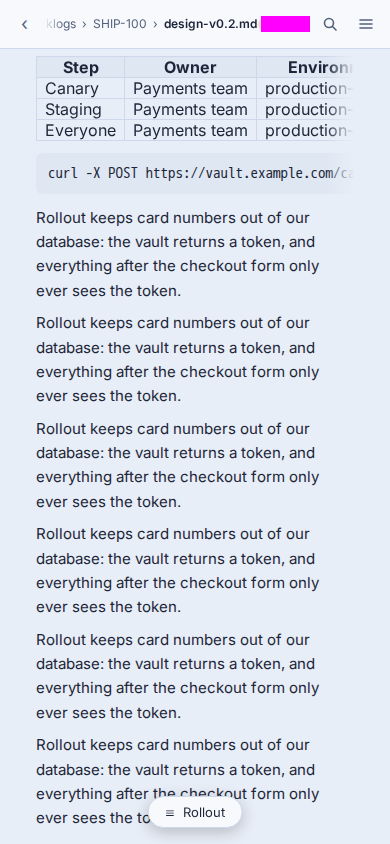 klogs › SHIP-100 › design-v0.2.md
Step Owner
Canary Payments team production-
Staging Payments team production-
Everyone Payments team production-
curl -X POST https://vault.example.com/ca
Rollout keeps card numbers out of our
database: the vault returns a token, and
everything after the checkout form only
ever sees the token.
Rollout keeps card numbers out of our
database: the vault returns a token, and
everything after the checkout form only
ever sees the token.
Rollout keeps card numbers out of our
database: the vault returns a token, and
everything after the checkout form only
ever sees the token.
Rollout keeps card numbers out of our
database: the vault returns a token, and
everything after the checkout form only
ever sees the token.
Rollout keeps card numbers out of our
database: the vault returns a token, and
everything after the checkout form only
ever sees the token.
Rollout keeps card numbers out of our
database: the vault returns a token, and
everything after the checkout form only
ever sees the
Rollout